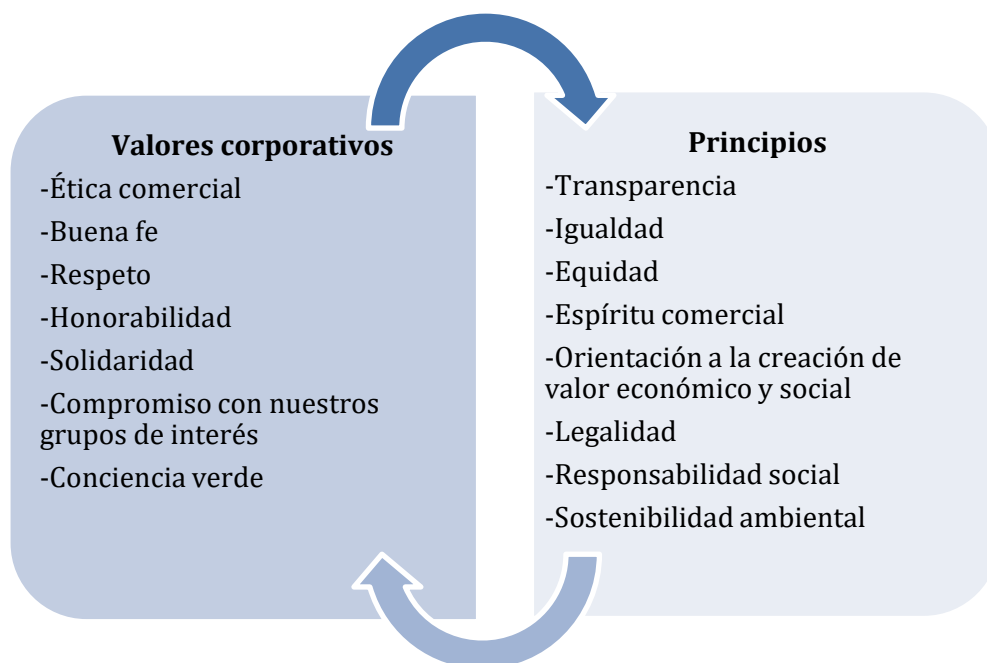 Valores corporativos
-Ética comercial
-Buena fe
-Respeto
-Honorabilidad
-Solidaridad
-Compromiso con nuestros
grupos de interés
-Conciencia verde
Principios
-Transparencia
-Igualdad
-Equidad
-Espíritu comercial
-Orientación a la creación de
valor económico y social
-Legalidad
-Responsabilidad social
-Sostenibilidad ambiental